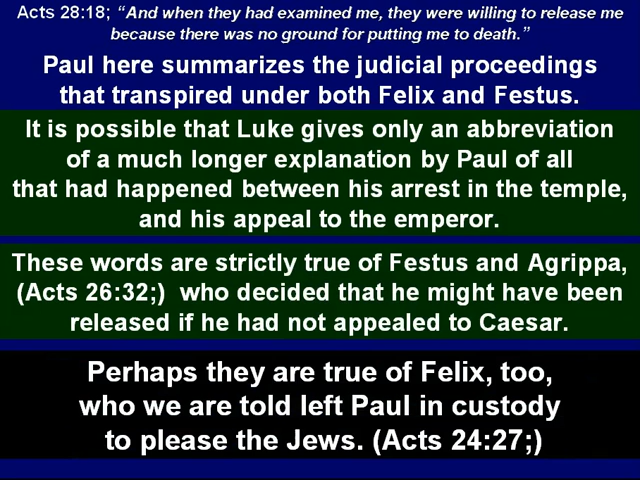 Acts 28:18; “And when they had examined me, they were willing to release me
because there was no ground for putting me to death.”
Paul here summarizes the judicial proceedings
that transpired under both Felix and Festus.
It is possible that Luke gives only an abbreviation
of a much longer explanation by Paul of all
that had happened between his arrest in the temple,
and his appeal to the emperor.
These words are strictly true of Festus and Agrippa,
(Acts 26:32;)  who decided that he might have been
released if he had not appealed to Caesar.
Perhaps they are true of Felix, too,
who we are told left Paul in custody
to please the Jews. (Acts 24:27;)